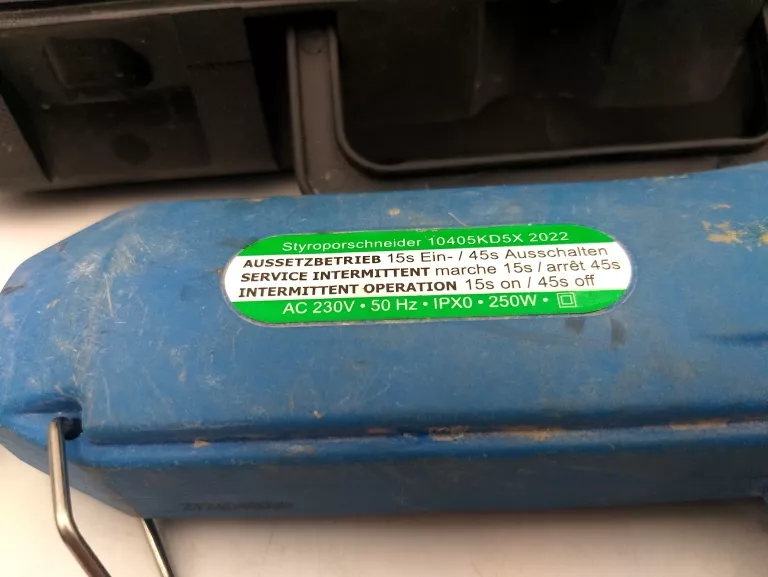 Styroporschneider 10405KD5X 2022
AUSSETZBETRIEB 15s Ein- / 45s Ausschalten
SERVICE INTERMITTENT marche 15s / arrêt 45s
INTERMITTENT OPERATION 15s on / 45s off
AC 230V • 50 Hz • IPX0 • 250W •